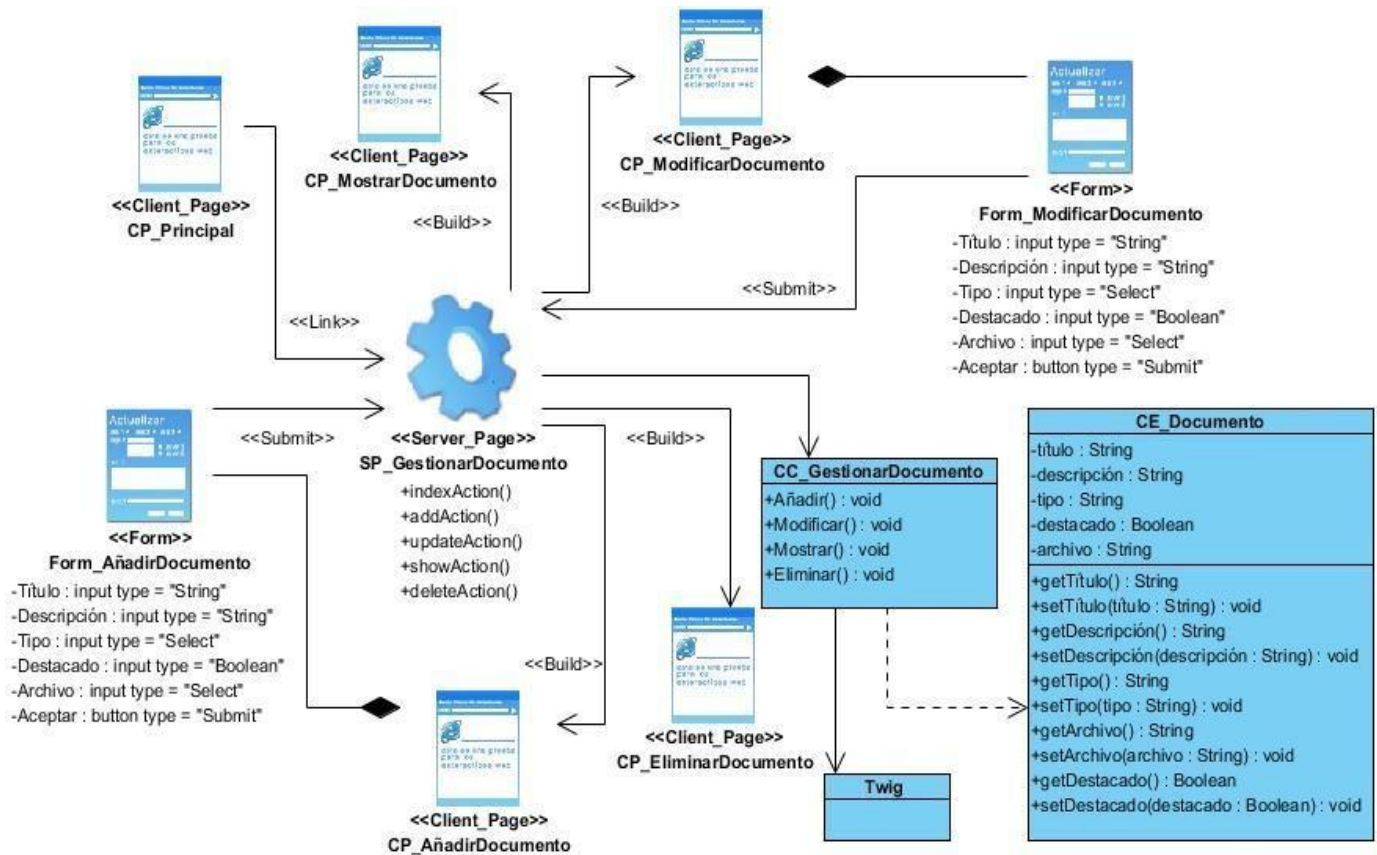 <<Client_Page>>
CP_Principal
<<Client_Page>>
CP_MostrarDocumento
<<Client_Page>>
CP_ModificarDocumento
Actualizar
<<Form>>
Form_ModificarDocumento
-Título : input type = "String"
-Descripción : input type = "String"
-Tipo : input type = "Select"
-Destacado : input type = "Boolean"
-Archivo : input type = "Select"
-Aceptar : button type = "Submit"
<<Build>>
<<Build>>
<<Submit>>
<<Link>>
Actualizar
<<Submit>>
<<Form>>
Form_AñadirDocumento
-Título : input type = "String"
-Descripción : input type = "String"
-Tipo : input type = "Select"
-Destacado : input type = "Boolean"
-Archivo : input type = "Select"
-Aceptar : button type = "Submit"
<<Server_Page>>
SP_GestionarDocumento
+indexAction()
+addAction()
+updateAction()
+showAction()
+deleteAction()
<<Build>>
<<Build>>
CC_GestionarDocumento
+Añadir() : void
+Modificar() : void
+Mostrar() : void
+Eliminar() : void
CE_Documento
-título : String
-descripción : String
-tipo : String
-destacado : Boolean
-archivo : String
+getTítulo() : String
+setTítulo(título : String) : void
+getDescripción() : String
+setDescripción(descripción : String) : void
+getTipo() : String
+setTipo(tipo : String) : void
+getArchivo() : String
+setArchivo(archivo : String) : void
+getDestacado() : Boolean
+setDestacado(destacado : Boolean) : void
<<Client_Page>>
CP_EliminarDocumento
Twig
<<Client_Page>>
CP_AñadirDocumento